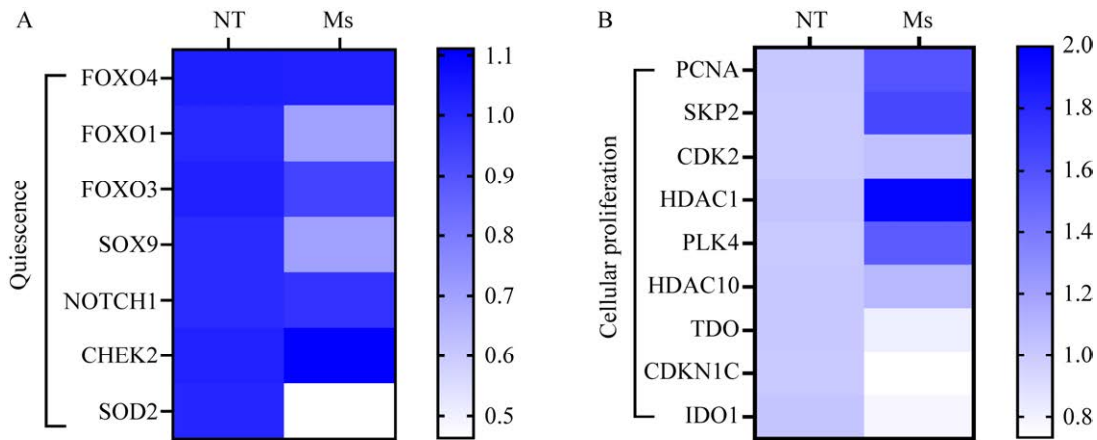 A
NT Ms
Quiescence
FOXO4
FOXO1
FOXO3
SOX9
NOTCH1
CHEK2
SOD2
1.1
1.0
0.9
0.8
0.7
0.6
0.5
B
NT Ms
Cellular proliferation
PCNA
SKP2
CDK2
HDAC1
PLK4
HDAC10
TDO
CDKN1C
IDO1
2.0
1.8
1.6
1.4
1.2
1.0
0.8